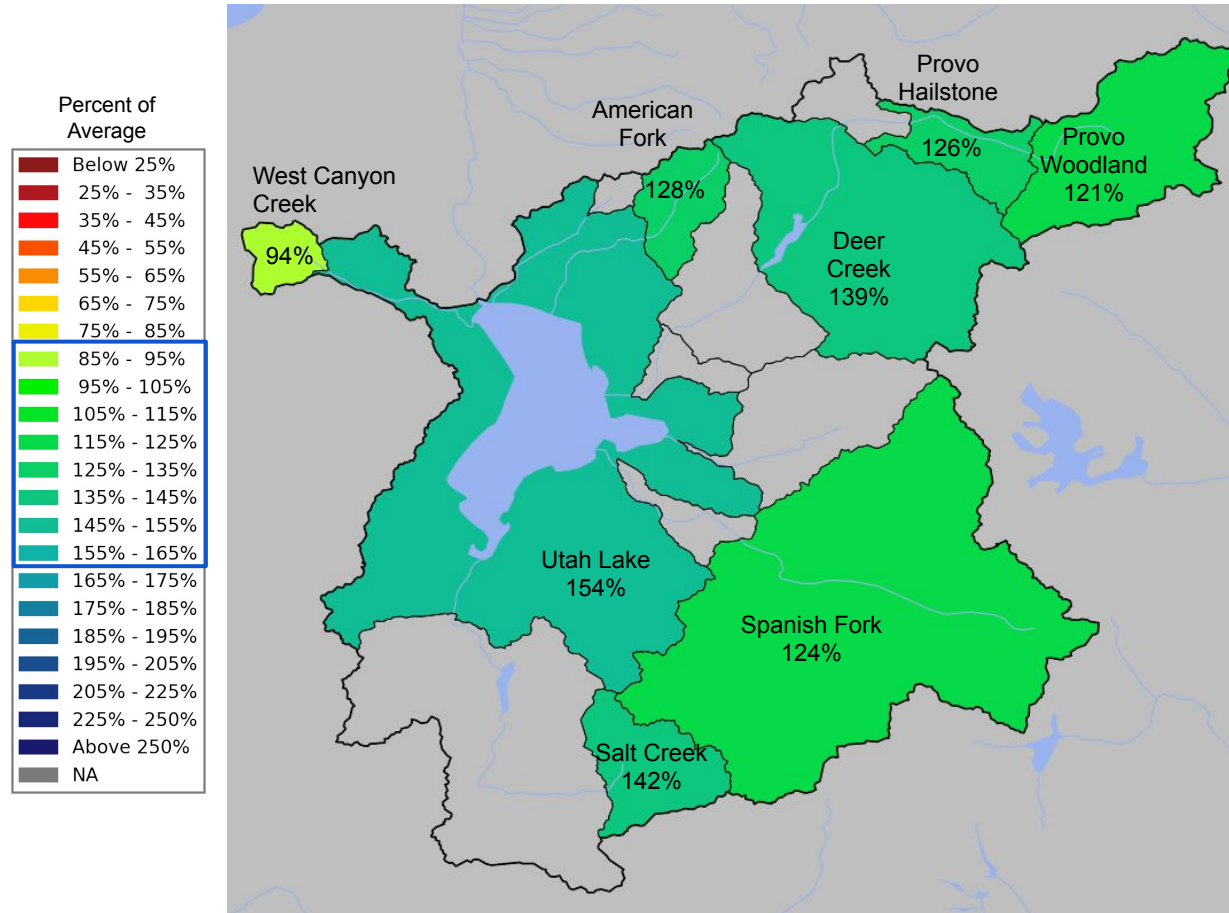 Percent of
Average
Below 25%
25% - 35%
35% - 45%
45% - 55%
55% - 65%
65% - 75%
75% - 85%
85% - 95%
95% - 105%
105% - 115%
115% - 125%
125% - 135%
135% - 145%
145% - 155%
155% - 165%
165% - 175%
175% - 185%
185% - 195%
195% - 205%
205% - 225%
225% - 250%
Above 250%
NA
West Canyon
Creek
94%
American
Fork
128%
Provo
Hailstone
126%
Provo
Woodland
121%
Deer
Creek
139%
Utah Lake
154%
Spanish Fork
124%
Salt Creek
142%